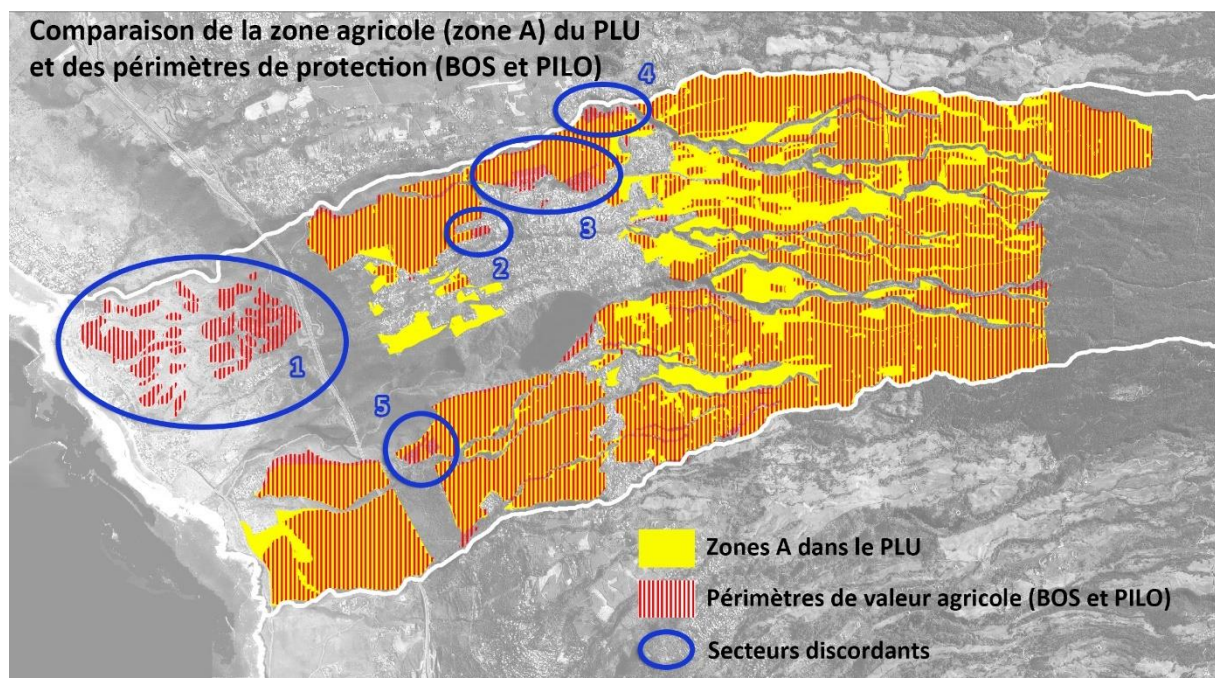 Comparaison de la zone agricole (zone A) du PLU
et des périmètres de protection (BOS et PILO)
4
3
2
1
5
Zones A dans le PLU
Périmètres de valeur agricole (BOS et PILO)
Secteurs discordants